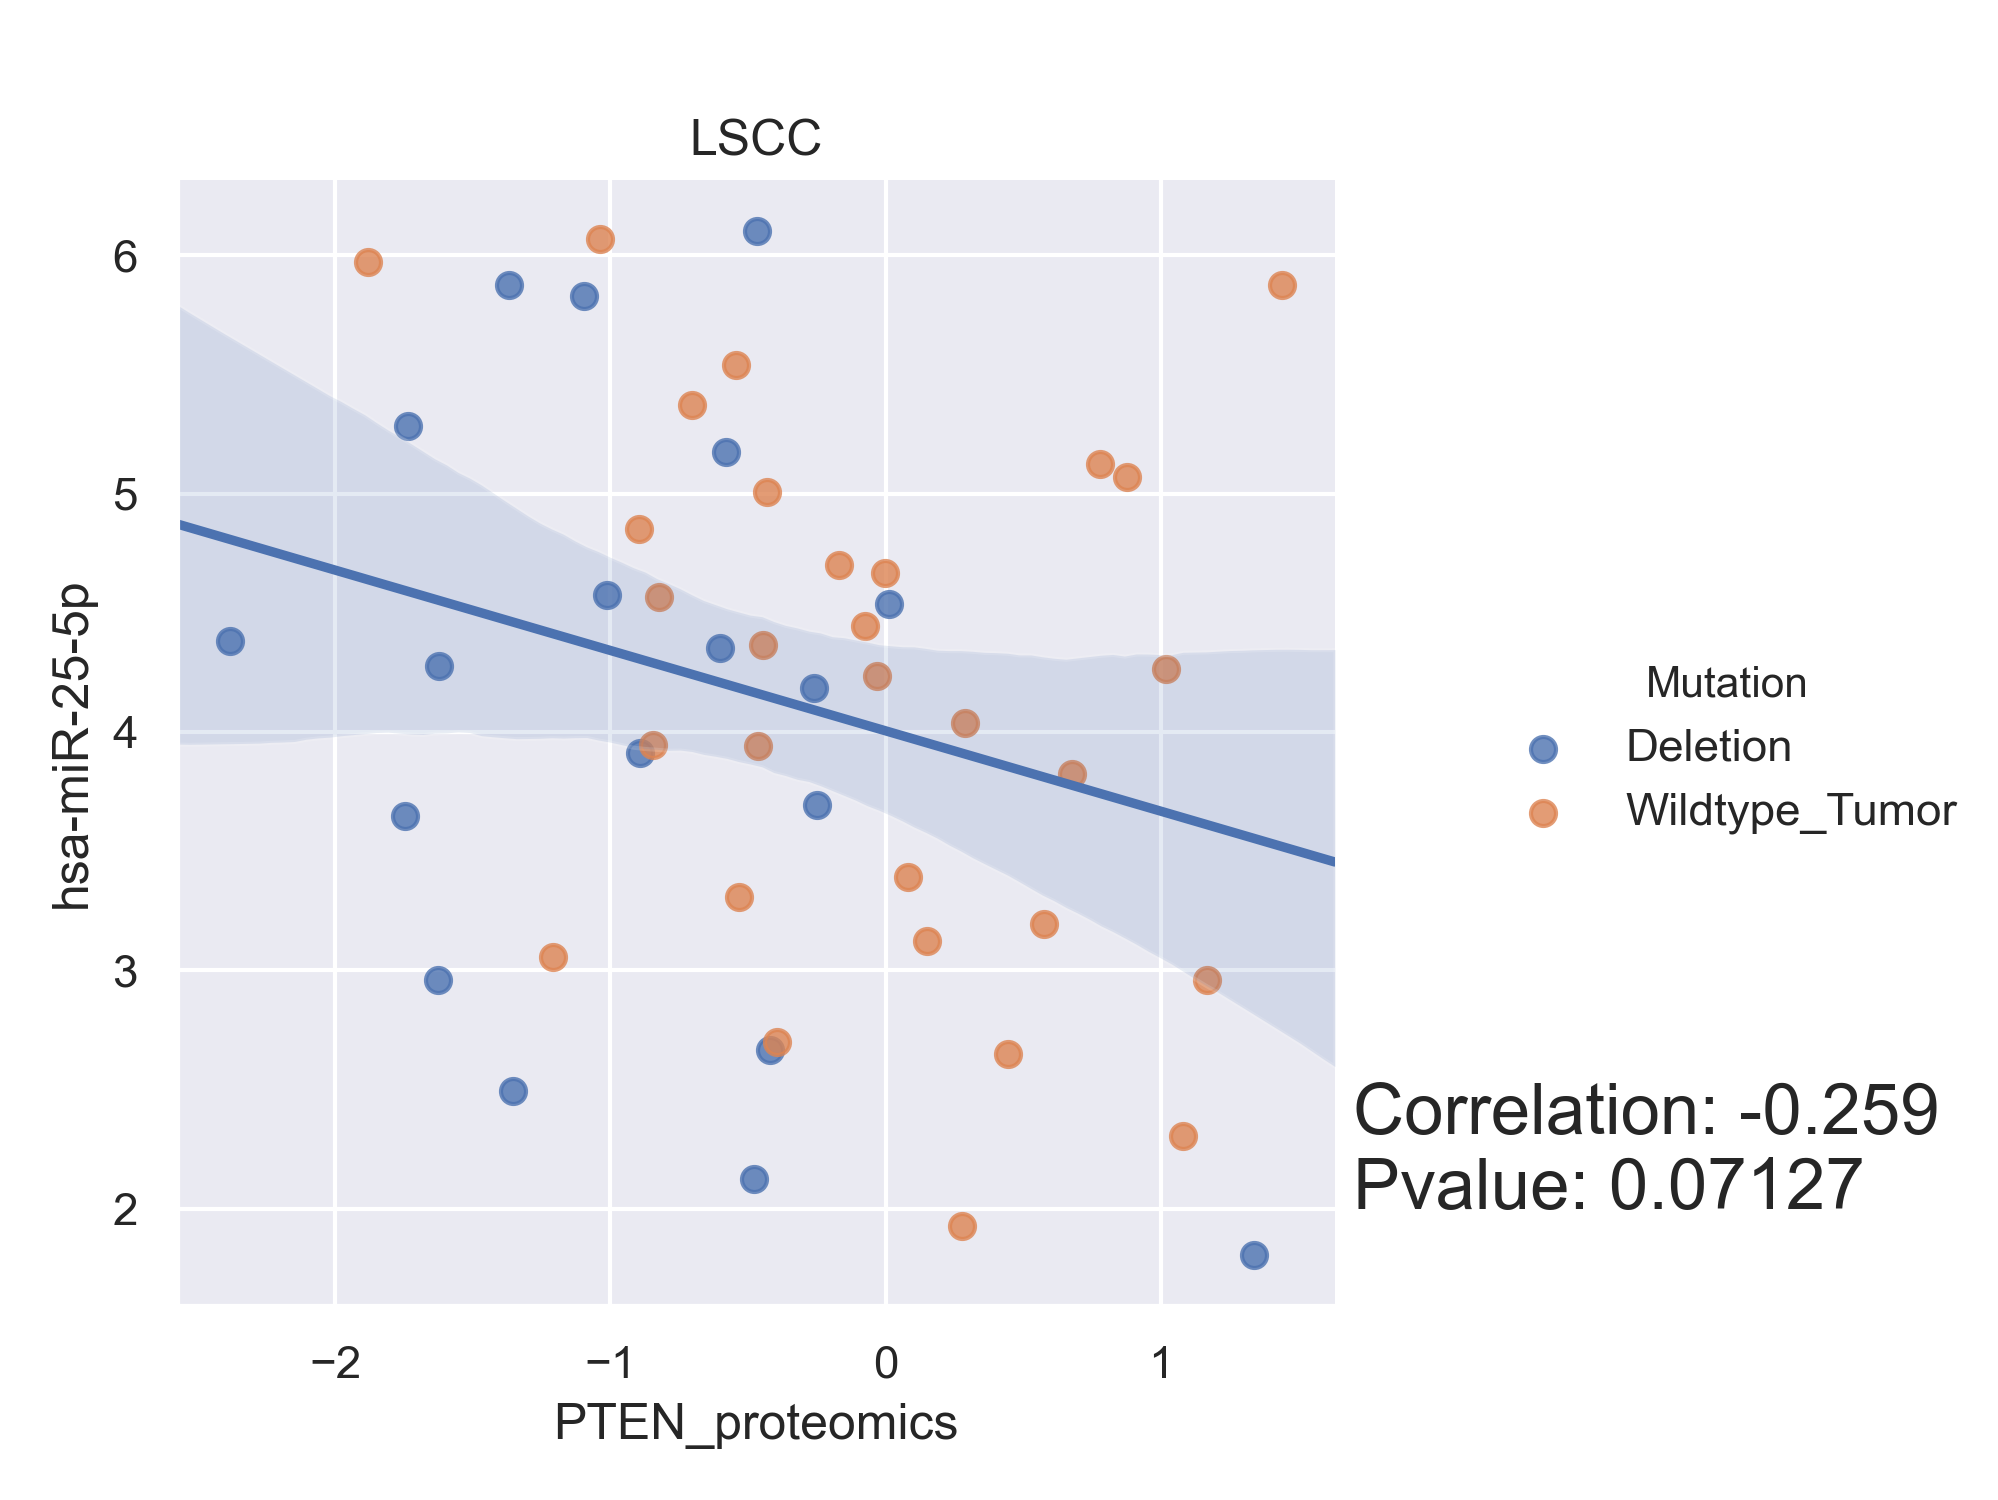 LSCC
6
5
4
3
2
hsa-miR-25-5p
−2 −1 0 1
PTEN_proteomics
Mutation
Deletion
Wildtype_Tumor
Correlation: -0.259
Pvalue: 0.07127